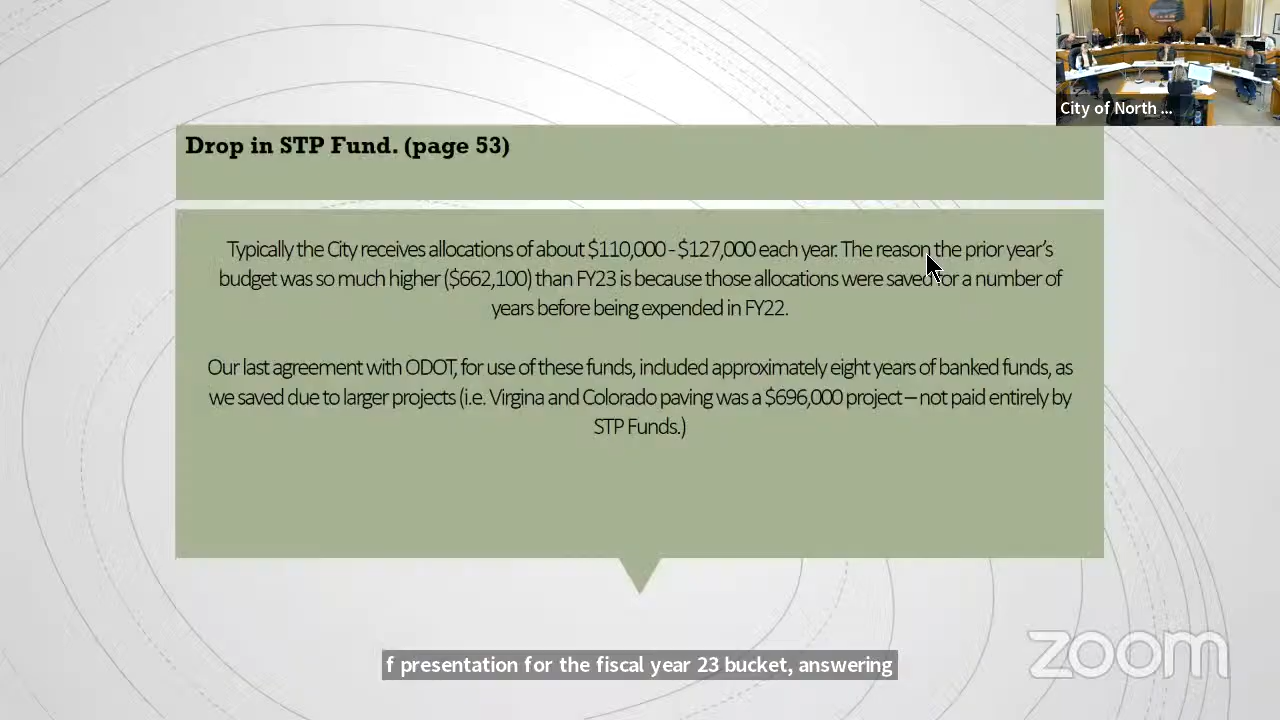 City of North ...
Drop in STP Fund. (page 53)
Typically the City receives allocations of about $110,000 - $127,000 each year. The reason the prior year's
budget was so much higher ($662,100) than FY23 is because those allocations were saved for a number of
years before being expended in FY22.
Our last agreement with ODOT, for use of these funds, included approximately eight years of banked funds, as
we saved due to larger projects (i.e. Virgina and Colorado paving was a $696,000 project – not paid entirely by
STP Funds.)
f presentation for the fiscal year 23 bucket, answering
zoom